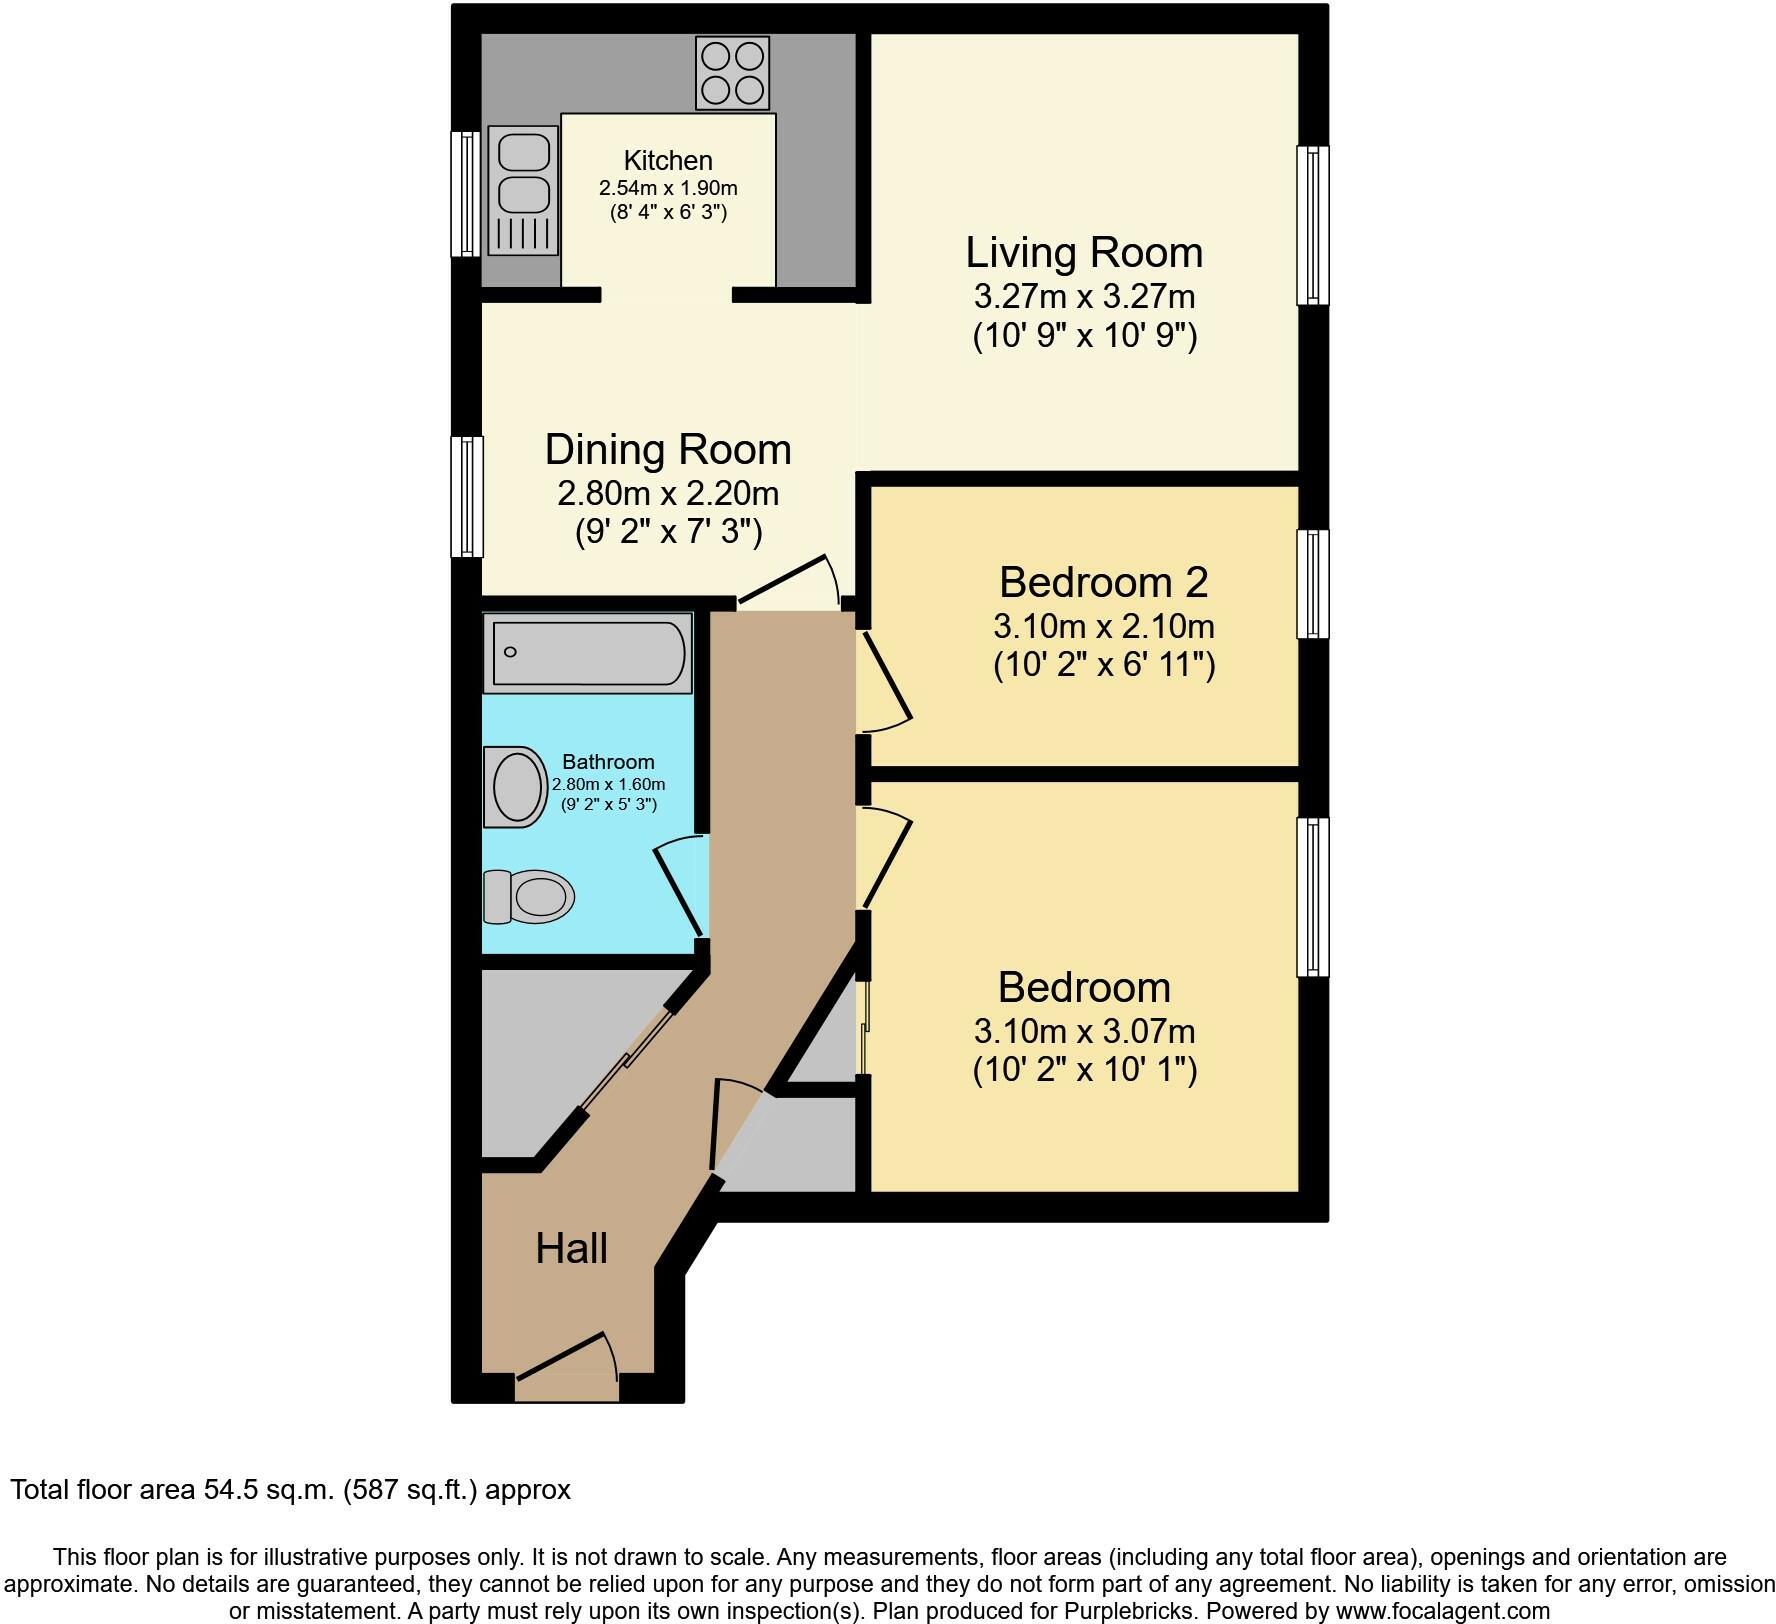 Kitchen
2.54m x 1.90m
(8' 4" x 6' 3")
Living Room
3.27m x 3.27m
(10' 9" x 10' 9")
Dining Room
2.80m x 2.20m
(9' 2" x 7' 3")
Bedroom 2
3.10m x 2.10m
(10' 2" x 6' 11")
Bathroom
2.80m x 1.60m
(9' 2" x 5' 3")
Bedroom
3.10m x 3.07m
(10' 2" x 10' 1")
Hall
Total floor area 54.5 sq.m. (587 sq.ft.) approx
This floor plan is for illustrative purposes only. It is not drawn to scale. Any measurements, floor areas (including any total floor area), openings and orientation are
approximate. No details are guaranteed, they cannot be relied upon for any purpose and they do not form part of any agreement. No liability is taken for any error, omission
or misstatement. A party must rely upon its own inspection(s). Plan produced for Purplebricks. Powered by www.focalagent.com